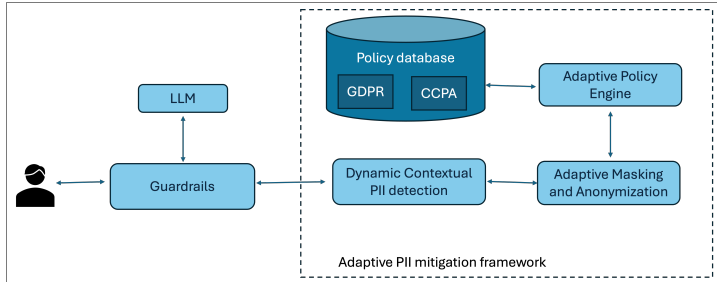 Policy database
GDPR
CCPA
Adaptive Policy
Engine
LLM
Guardrails
Dynamic Contextual
PII detection
Adaptive Masking
and Anonymization
Adaptive PII mitigation framework